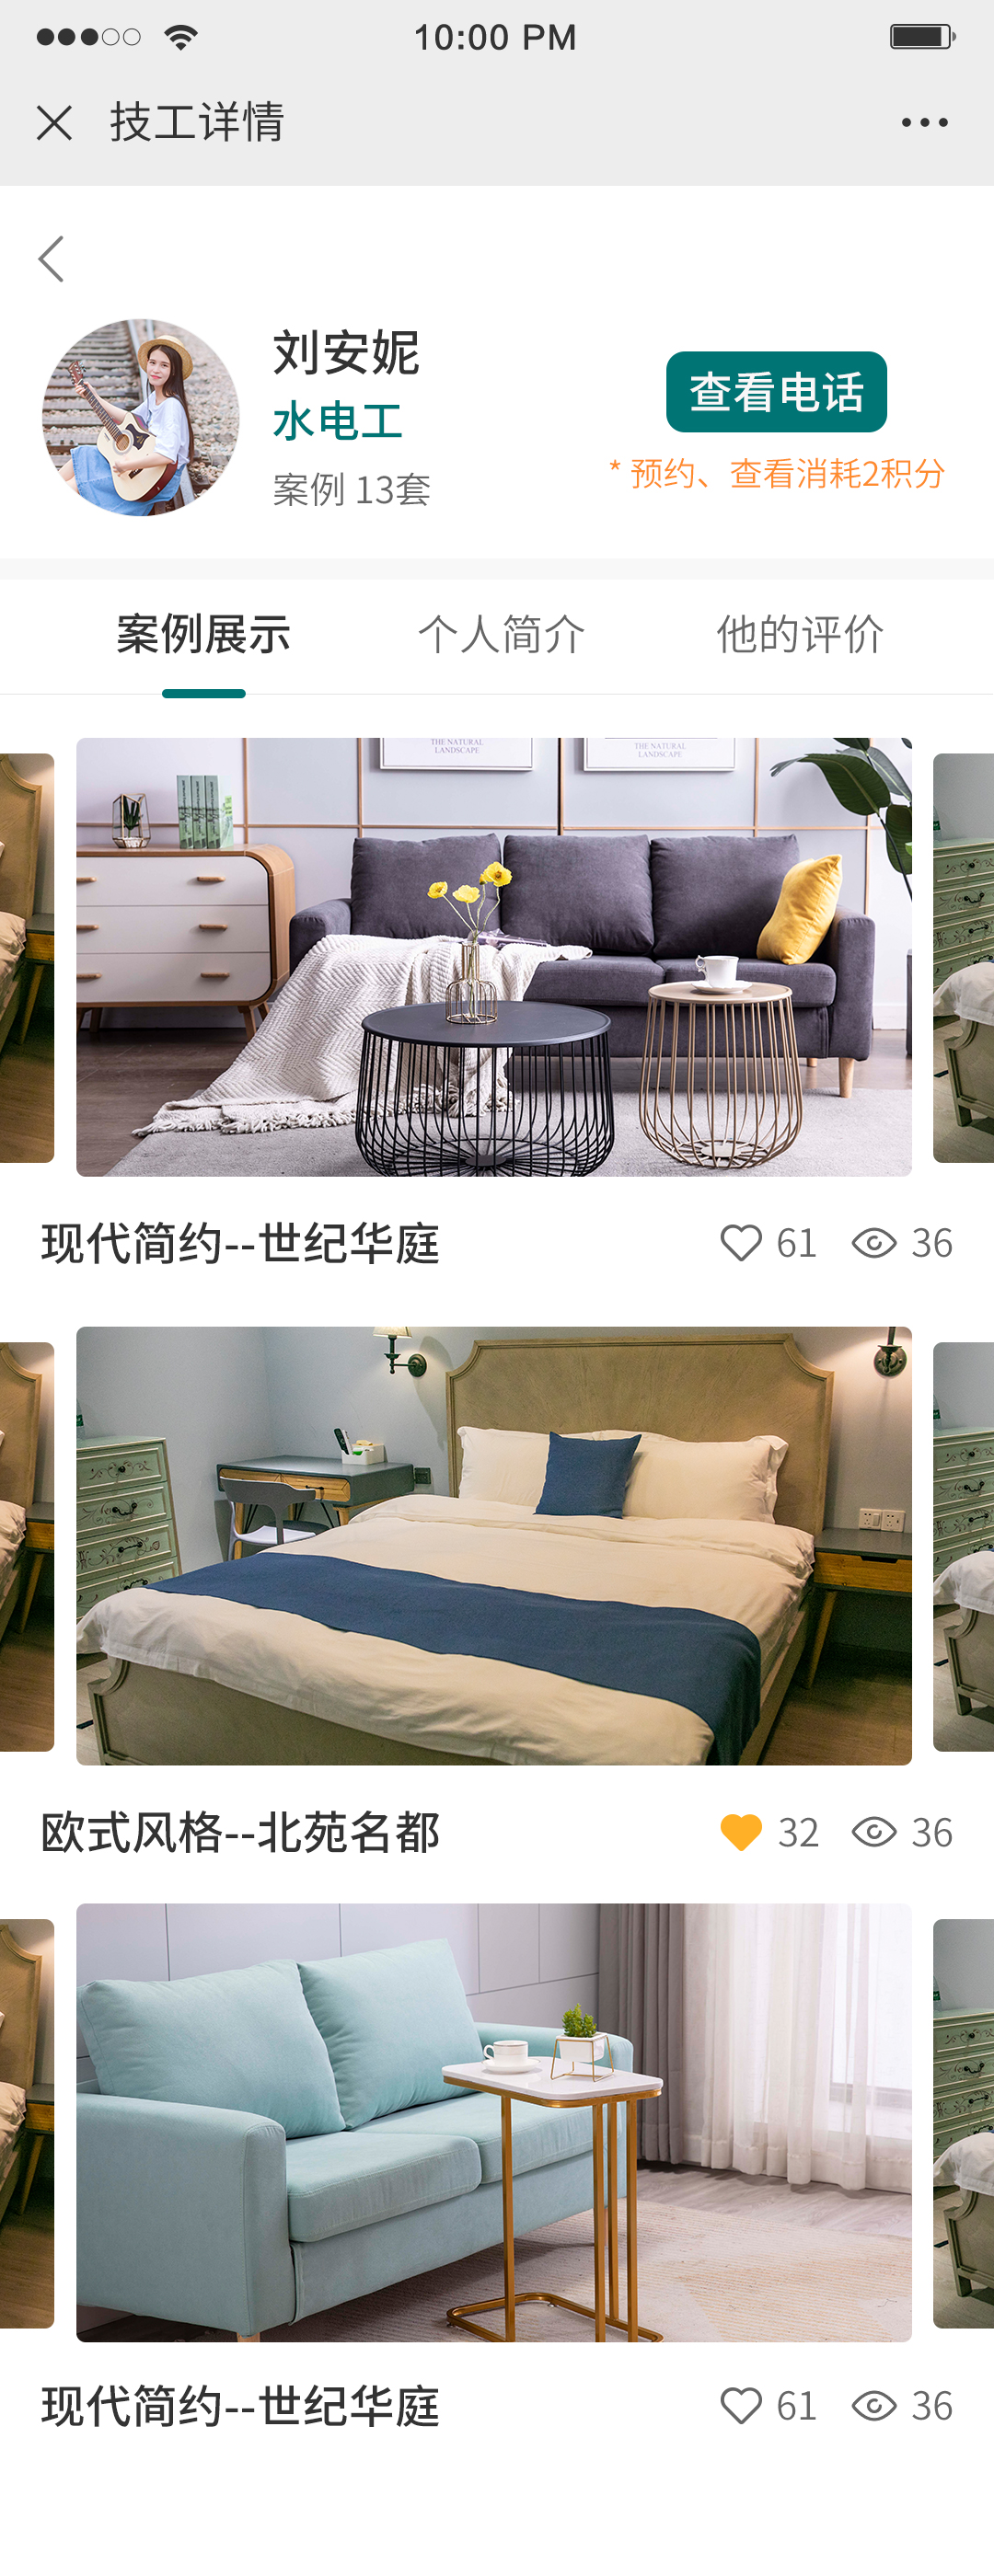 10:00 PM
技工详情
刘安妮
水电工
案例 13套
查看电话
* 预约、查看消耗2积分
案例展示 个人简介 他的评价
THE NATURAL
LANDSCAPE
THE NATURAL
LANDSCAPE
现代简约--世纪华庭 61 36
欧式风格--北苑名都 32 36
现代简约--世纪华庭 61 36